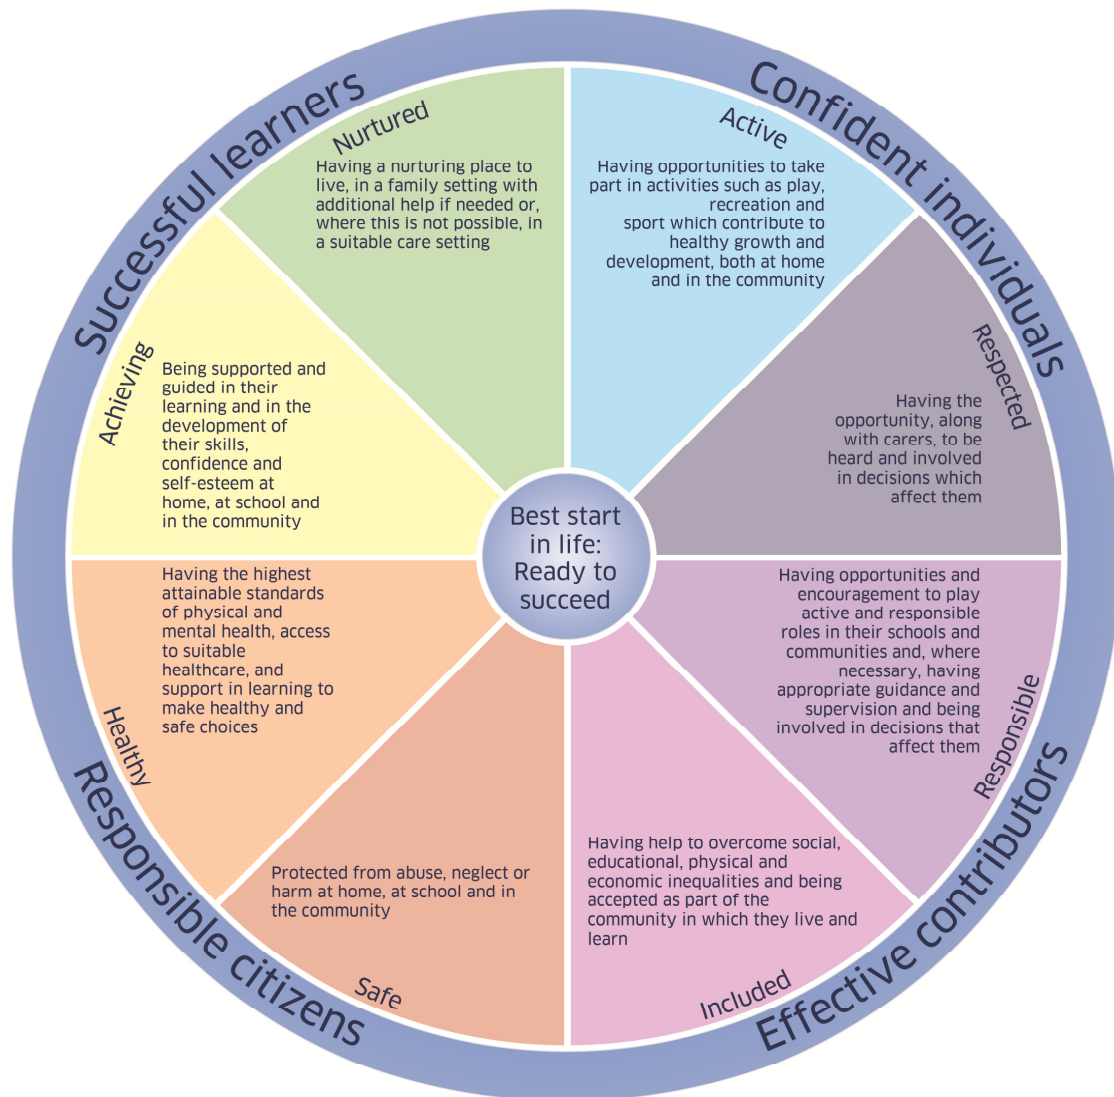 Successful learners
Confident individuals
Nurtured
Having a nurturing place to
live, in a family setting with
additional help if needed or,
where this is not possible, in
a suitable care setting
Active
Having opportunities to take
part in activities such as play,
recreation and
sport which contribute to
healthy growth and
development, both at home
and in the community
Achieving
Being supported and
guided in their
learning and in the
development of
their skills,
confidence and
self-esteem at
home, at school and
in the community
Respected
Having the
opportunity, along
with carers, to be
heard and involved
in decisions which
affect them
Best start
in life:
Ready to
succeed
Having the highest
attainable standards
of physical and
mental health, access
to suitable
healthcare, and
support in learning to
make healthy and
safe choices
Healthy
Having opportunities and
encouragement to play
active and responsible
roles in their schools and
communities and, where
necessary, having
appropriate guidance and
supervision and being
involved in decisions that
affect them
Responsible
Protected from abuse, neglect or
harm at home, at school and in
the community
Safe
Having help to overcome social,
educational, physical and
economic inequalities and being
accepted as part of the
community in which they live and
learn
Included
Responsible citizens
Effective contributors